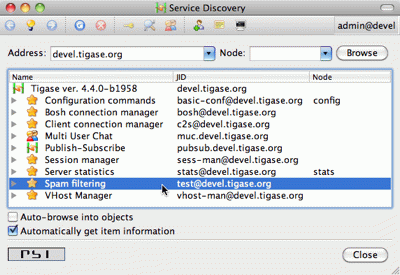 Service Discovery
admin@devel
Address: devel.tigase.org Node: Browse
Name JID Node
Tigase ver. 4.4.0-b1958 devel.tigase.org
Configuration commands basic-conf@devel.tigase.org config
Bosh connection manager bosh@devel.tigase.org
Client connection manager c2s@devel.tigase.org
Multi User Chat muc.devel.tigase.org
Publish-Subscribe pubsub.devel.tigase.org
Session manager sess-man@devel.tigase.org
Server statistics stats@devel.tigase.org stats
Spam filtering test@devel.tigase.org
VHost Manager vhost-man@devel.tigase.org
Auto-browse into objects
Automatically get item information
PSI Close